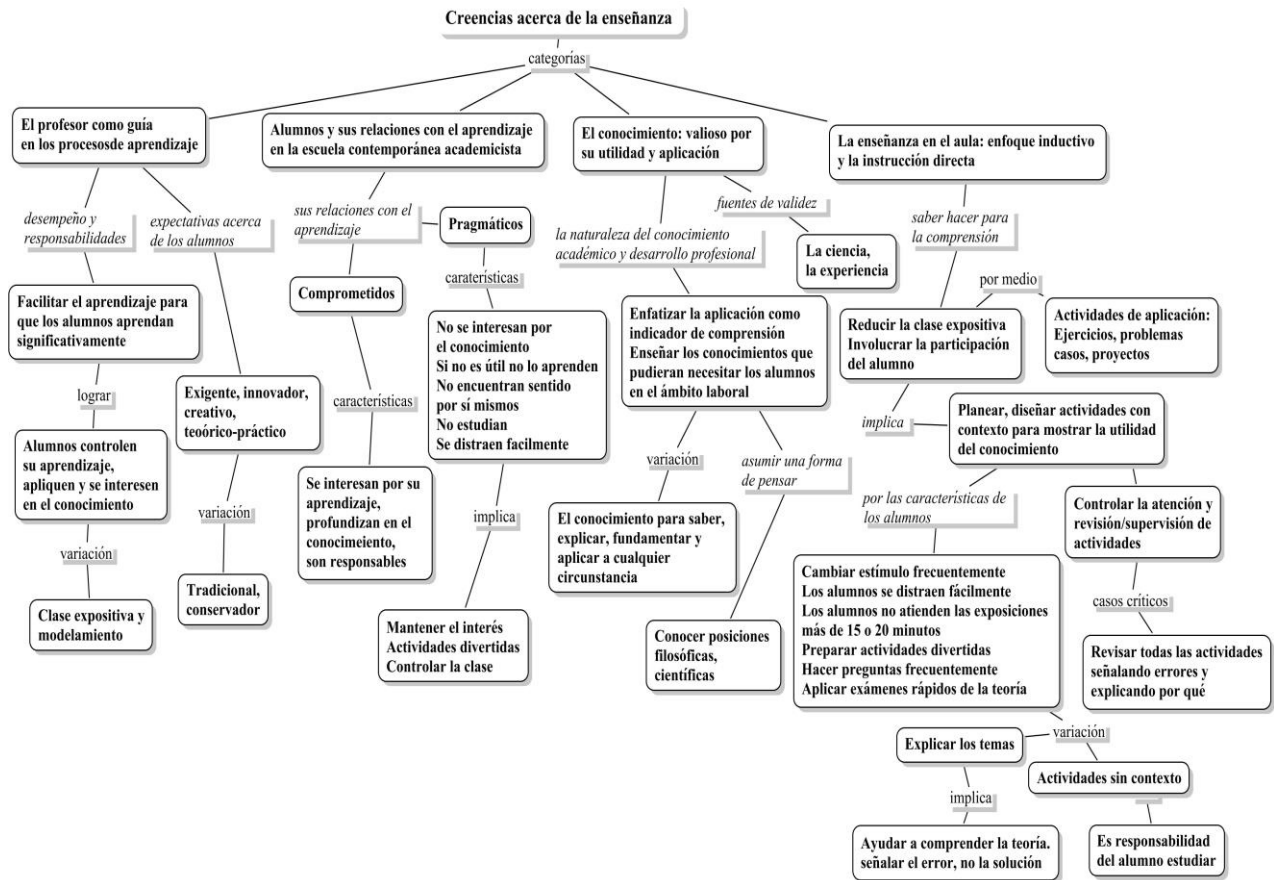 Creencias acerca de la enseñanza
categorías
El profesor como guía
en los procesosde aprendizaje
Alumnos y sus relaciones con el aprendizaje
en la escuela contemporánea academicista
El conocimiento: valioso por
su utilidad y aplicación
La enseñanza en el aula: enfoque inductivo
y la instrucción directa
desempeño y
responsabilidades
expectativas acerca
de los alumnos
sus relaciones con el
aprendizaje
Pragmáticos
fuentes de validez
la naturaleza del conocimiento
académico y desarrollo profesional
La ciencia,
la experiencia
saber hacer para
la comprensión
Facilitar el aprendizaje para
que los alumnos aprendan
significativamente
Comprometidos
caraterísticas
por medio
No se interesan por
el conocimiento
Si no es útil no lo aprenden
No encuentran sentido
por sí mismos
No estudian
Se distraen facilmente
Enfatizar la aplicación como
indicador de comprensión
Enseñar los conocimientos que
pudieran necesitar los alumnos
en el ámbito laboral
Reducir la clase expositiva
Involucrar la participación
del alumno
Actividades de aplicación:
Ejercicios, problemas
casos, proyectos
lograr
Exigente, innovador,
creativo,
teórico-práctico
características
implica
Planear, diseñar actividades con
contexto para mostrar la utilidad
del conocimiento
Alumnos controlen
su aprendizaje,
apliquen y se interesen
en el conocimiento
variación
asumir una forma
de pensar
Se interesan por su
aprendizaje,
profundizan en el
conocimeiento,
son responsables
variación
implica
El conocimiento para saber,
explicar, fundamentar y
aplicar a cualquier
circunstancia
por las características de
los alumnos
Controlar la atención y
revisión/supervisión de
actividades
variación
Tradicional,
conservador
Cambiar estímulo frecuentemente
Los alumnos se distraen fácilmente
Los alumnos no atienden las exposiciones
más de 15 o 20 minutos
Preparar actividades divertidas
Hacer preguntas frecuentemente
Aplicar exámenes rápidos de la teoría
casos criticos
Clase expositiva y
modelamiento
Mantener el interés
Actividades divertidas
Controlar la clase
Conocer posiciones
filosóficas,
científicas
Revisar todas las actividades
señalando errores y
explicando por qué
Explicar los temas
variación
Actividades sin contexto
implica
Ayudar a comprender la teoría.
señalar el error, no la solución
Es responsabilidad
del alumno estudiar